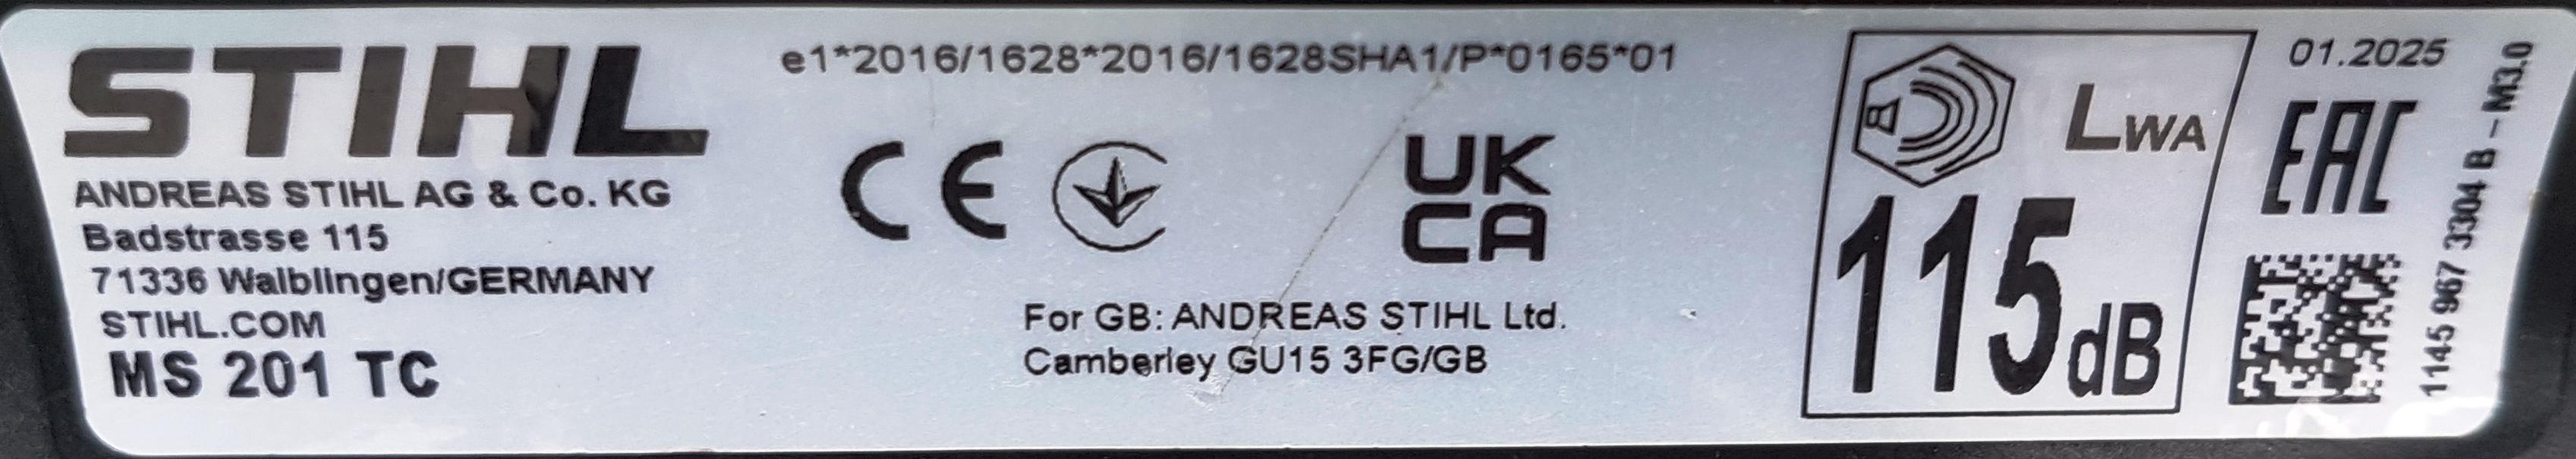 STIHL
ANDREAS STIHL AG & Co. KG
Badstrasse 115
71336 Waiblingen/GERMANY
STIHL.COM
MS 201 TC
e1*2016/1628*2016/1628SHA1/P*0165*01
CE
UK
CA
For GB: ANDREAS STIHL Ltd.
Camberley GU15 3FG/GB
LWA
115dB
01.2025
EAC
1145 967 3304 B - M3.0